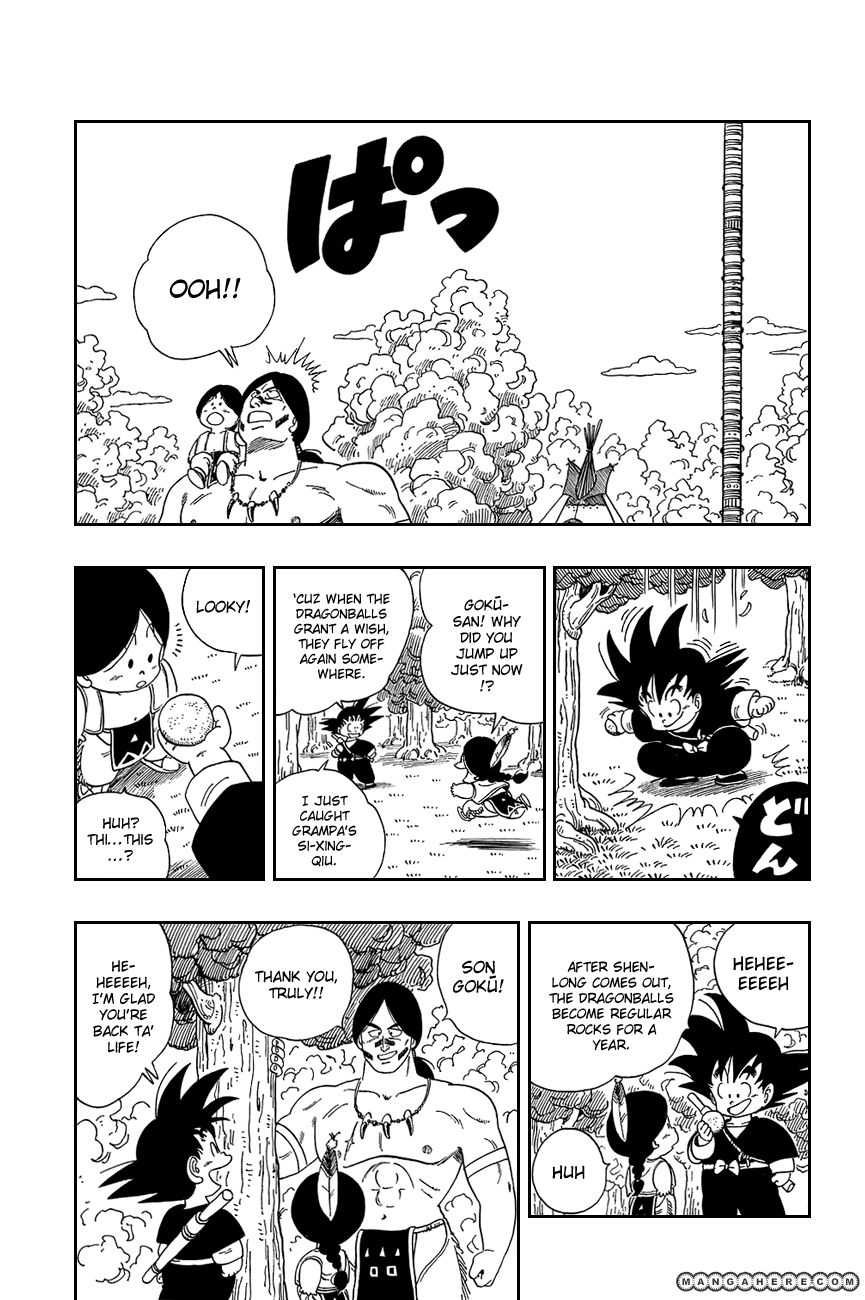 ぱっ
OOH!!
どん
GOKŪ-
SAN! WHY
DID YOU
JUMP UP
JUST NOW
!?
'CUZ WHEN THE
DRAGONBALLS
GRANT A WISH,
THEY FLY OFF
AGAIN SOME-
WHERE.
I JUST
CAUGHT
GRAMPA'S
SI-XING-
QIU.
LOOKY!
HUH?
THI...THIS
...?
HEHEE-
EEEEH
AFTER SHEN-
LONG COMES OUT,
THE DRAGONBALLS
BECOME REGULAR
ROCKS FOR A
YEAR.
HUH
SON
GOKŪ!
THANK YOU,
TRULY!!
HE-
HEEEEH,
I'M GLAD
YOU'RE
BACK TA'
LIFE!
MANGAHERE.COM